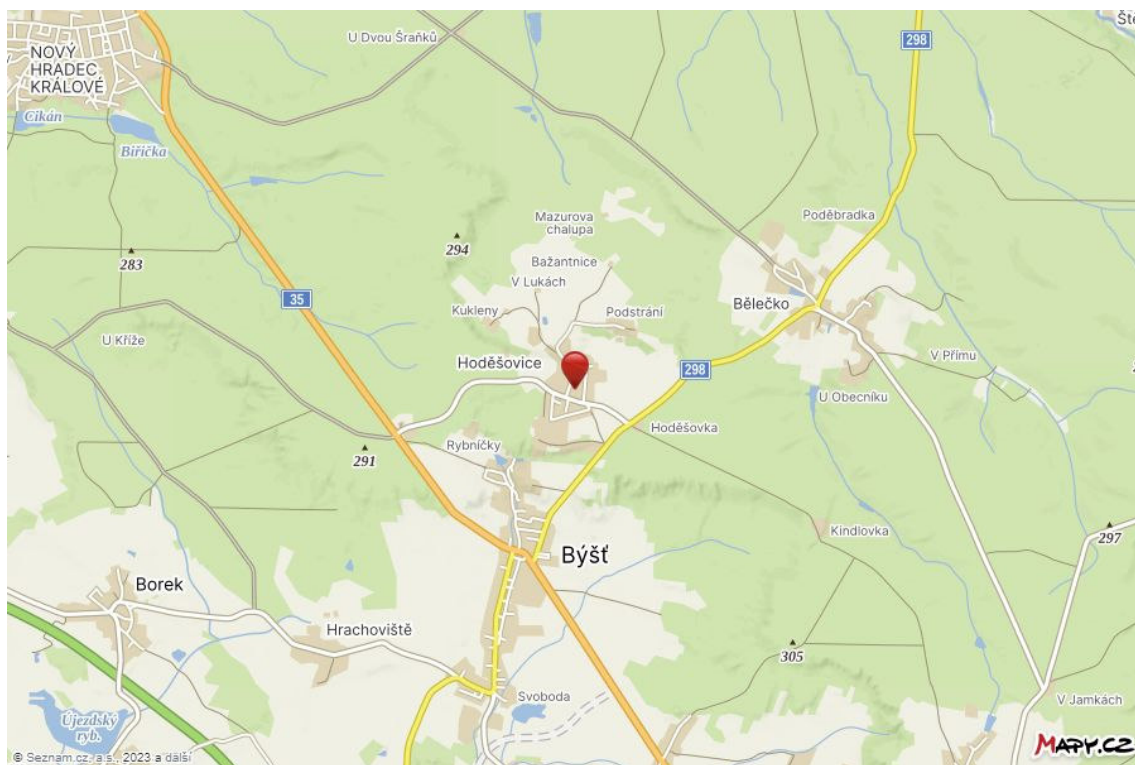 Ště
U Dvou Šraňků
298
NOVÝ
HRADEC
KRÁLOVÉ
Cikán
Biřička
Mazurova
chalupa
Poděbradka
294
283
Bažantnice
V Lukách
35
Kukleny
Podstrání
Bělečko
U Kříže
V Přímu
Hoděšovice
298
U Obecníku
Hoděšovka
Rybníčky
291
Kindlovka
297
Býšť
Borek
Hrachoviště
305
Svoboda
V Jamkách
Újezdský
ryb.
© Seznam.cz, a.s., 2023 a další
MAPY.CZ